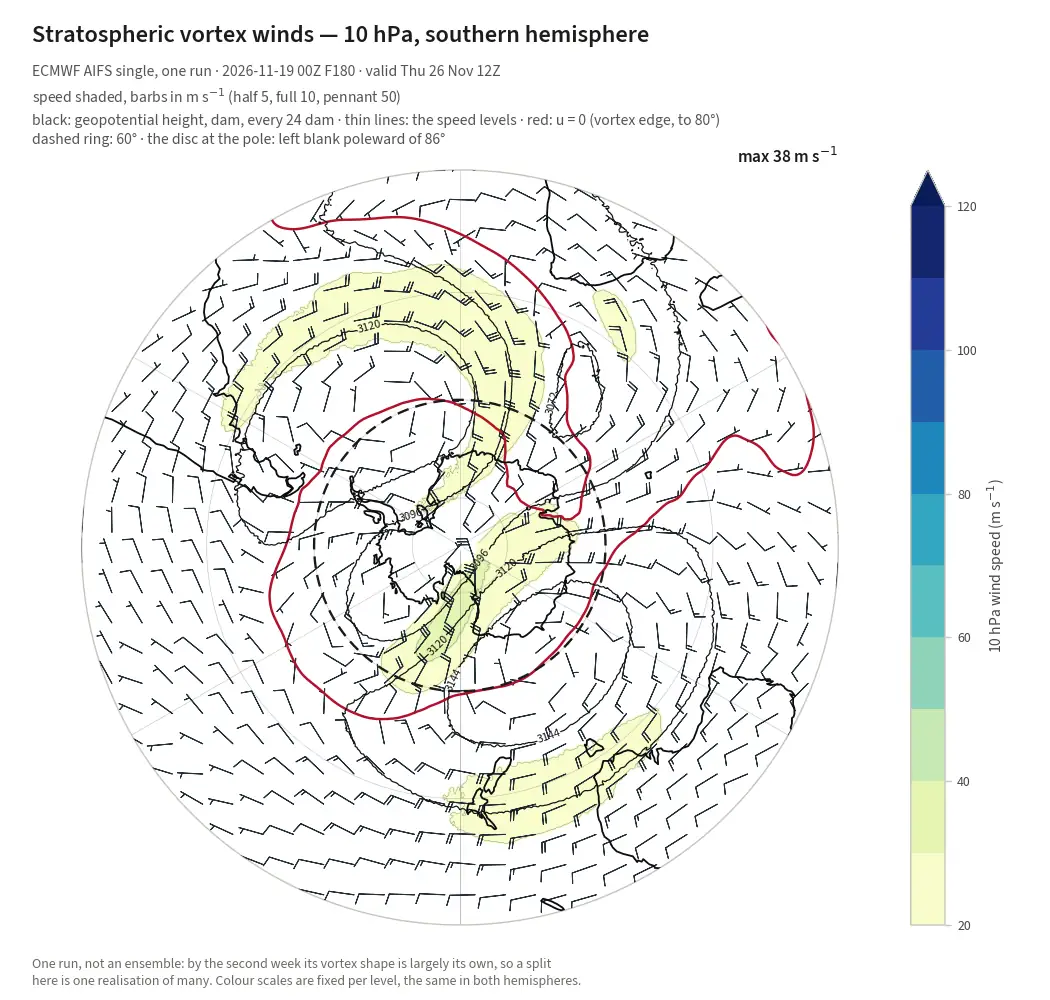 Stratospheric vortex winds — 10 hPa, southern hemisphere
ECMWF AIFS single, one run · 2026-11-19 00Z F180 · valid Thu 26 Nov 12Z
speed shaded, barbs in m s⁻¹ (half 5, full 10, pennant 50)
black: geopotential height, dam, every 24 dam · thin lines: the speed levels · red: u = 0 (vortex edge, to 80°)
dashed ring: 60° · the disc at the pole: left blank poleward of 86°
max 38 m s⁻¹
120
100
80
60
40
20
10 hPa wind speed (m s⁻¹)
3120
3072
3120
3120
3144
3144
One run, not an ensemble: by the second week its vortex shape is largely its own, so a split
here is one realisation of many. Colour scales are fixed per level, the same in both hemispheres.